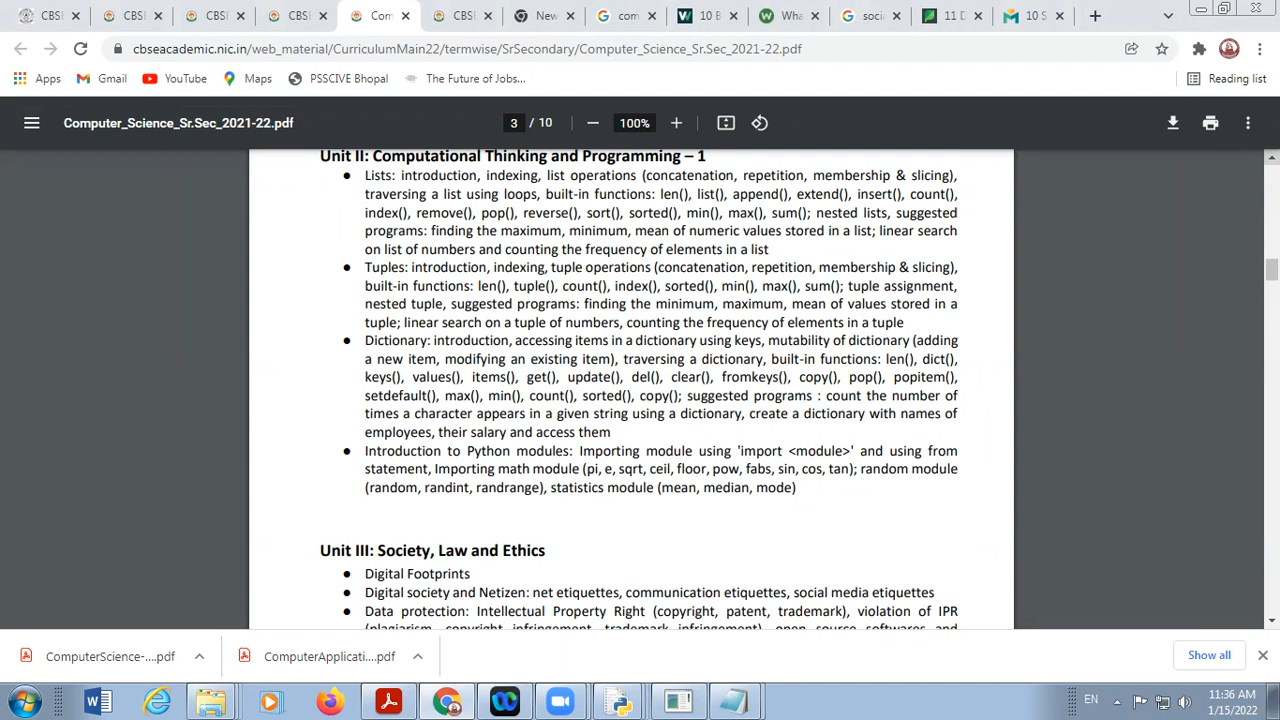 CBSE
CBSI
CBSI
CBSI
Com
CBSI
New
com
10 B
Wha
soci
11 D
10 S
cbseacademic.nic.in/web_material/CurriculumMain22/termwise/SrSecondary/Computer_Science_Sr.Sec_2021-22.pdf
Apps Gmail YouTube Maps PSSCIVE Bhopal The Future of Jobs... Reading list
Computer_Science_Sr.Sec_2021-22.pdf 3 / 10 100%
Unit II: Computational Thinking and Programming – 1
● Lists: introduction, indexing, list operations (concatenation, repetition, membership & slicing),
traversing a list using loops, built-in functions: len(), list(), append(), extend(), insert(), count(),
index(), remove(), pop(), reverse(), sort(), sorted(), min(), max(), sum(); nested lists, suggested
programs: finding the maximum, minimum, mean of numeric values stored in a list; linear search
on list of numbers and counting the frequency of elements in a list
● Tuples: introduction, indexing, tuple operations (concatenation, repetition, membership & slicing),
built-in functions: len(), tuple(), count(), index(), sorted(), min(), max(), sum(); tuple assignment,
nested tuple, suggested programs: finding the minimum, maximum, mean of values stored in a
tuple; linear search on a tuple of numbers, counting the frequency of elements in a tuple
● Dictionary: introduction, accessing items in a dictionary using keys, mutability of dictionary (adding
a new item, modifying an existing item), traversing a dictionary, built-in functions: len(), dict(),
keys(), values(), items(), get(), update(), del(), clear(), fromkeys(), copy(), pop(), popitem(),
setdefault(), max(), min(), count(), sorted(), copy(); suggested programs : count the number of
times a character appears in a given string using a dictionary, create a dictionary with names of
employees, their salary and access them
● Introduction to Python modules: Importing module using 'import <module>' and using from
statement, Importing math module (pi, e, sqrt, ceil, floor, pow, fabs, sin, cos, tan); random module
(random, randint, randrange), statistics module (mean, median, mode)
Unit III: Society, Law and Ethics
● Digital Footprints
● Digital society and Netizen: net etiquettes, communication etiquettes, social media etiquettes
● Data protection: Intellectual Property Right (copyright, patent, trademark), violation of IPR
(plagiarism, copyright infringement, trademark infringement), open source softwares and
ComputerScience-....pdf ComputerApplicati....pdf Show all
EN 11:36 AM
1/15/2022